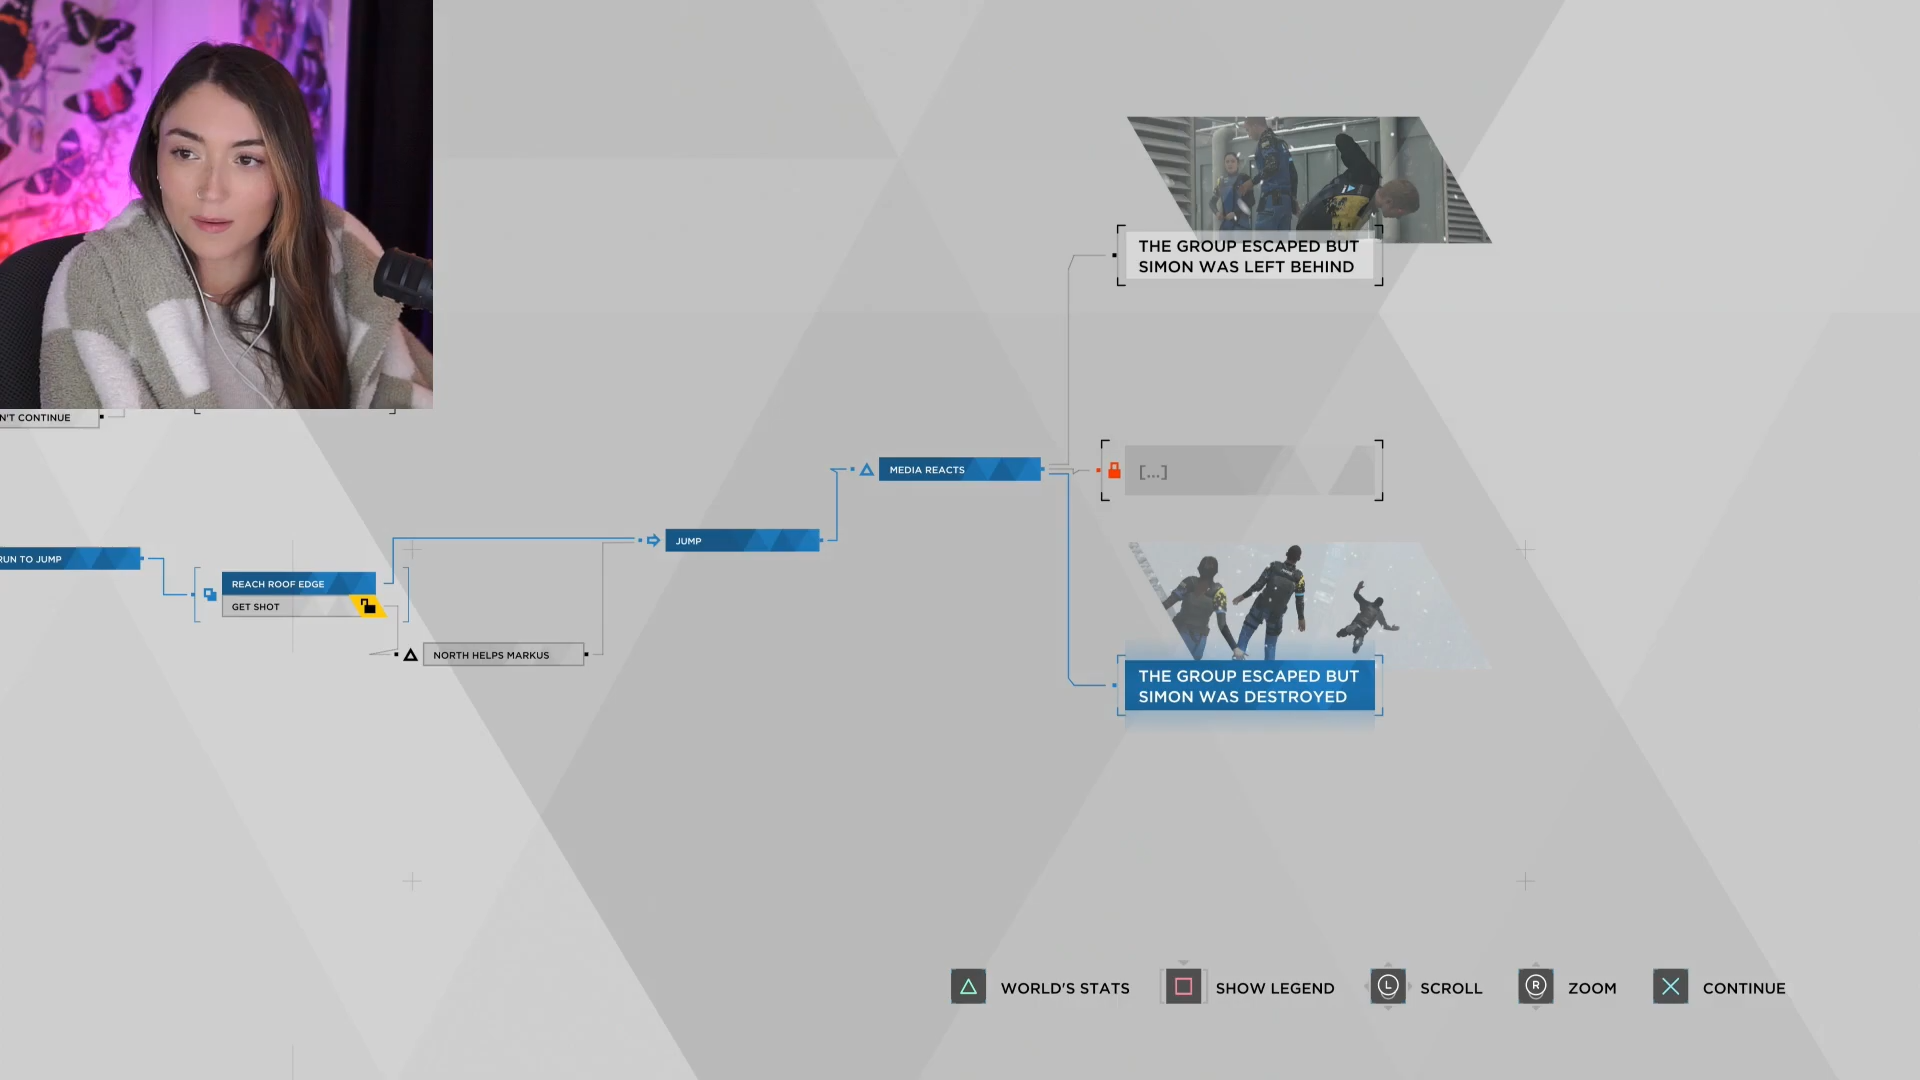 N'T CONTINUE
RUN TO JUMP
REACH ROOF EDGE
GET SHOT
NORTH HELPS MARKUS
JUMP
MEDIA REACTS
THE GROUP ESCAPED BUT
SIMON WAS LEFT BEHIND
[...]
THE GROUP ESCAPED BUT
SIMON WAS DESTROYED
WORLD'S STATS
SHOW LEGEND
L
SCROLL
R
ZOOM
CONTINUE